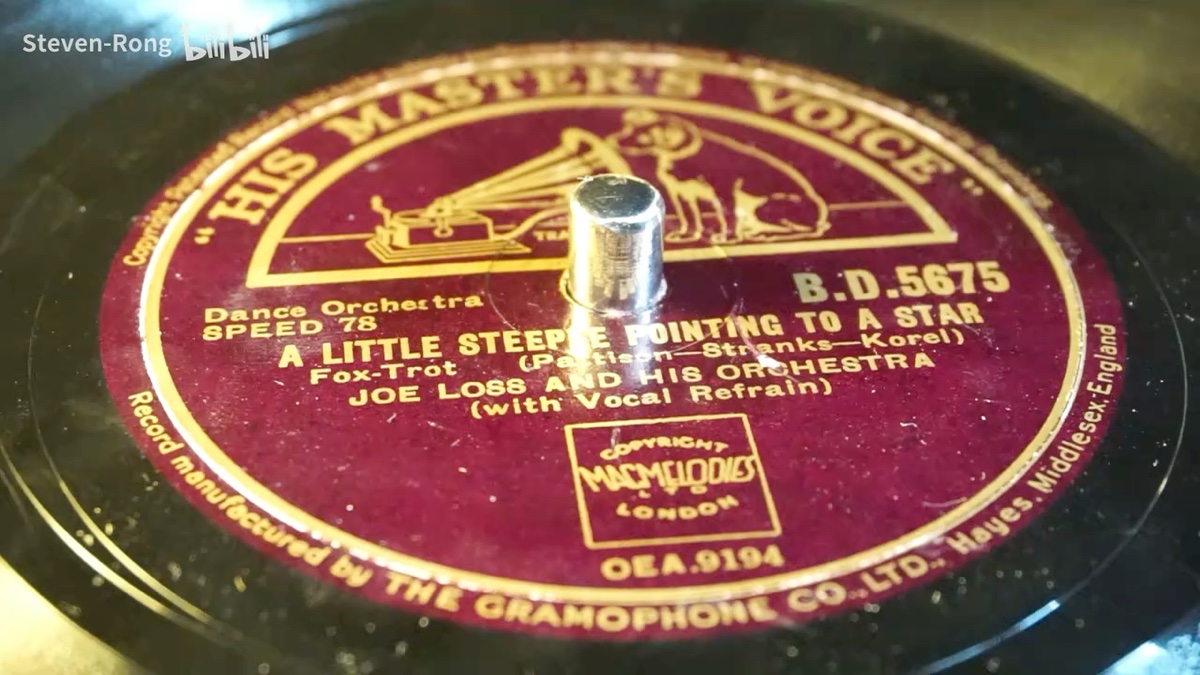 Steven-Rong bilibili
"HIS MASTER'S VOICE"
B.D.5675
Dance Orchestra
SPEED 78
A LITTLE STEEPLE POINTING TO A STAR
Fox-Trot (Pattison—Stranks—Korel)
JOE LOSS AND HIS ORCHESTRA
(with Vocal Refrain)
COPYRIGHT
MACMELODIES
LTD
LONDON
OEA.9194
Record manufactured by THE GRAMOPHONE CO., LTD., Hayes, Middlesex, England
Copyright